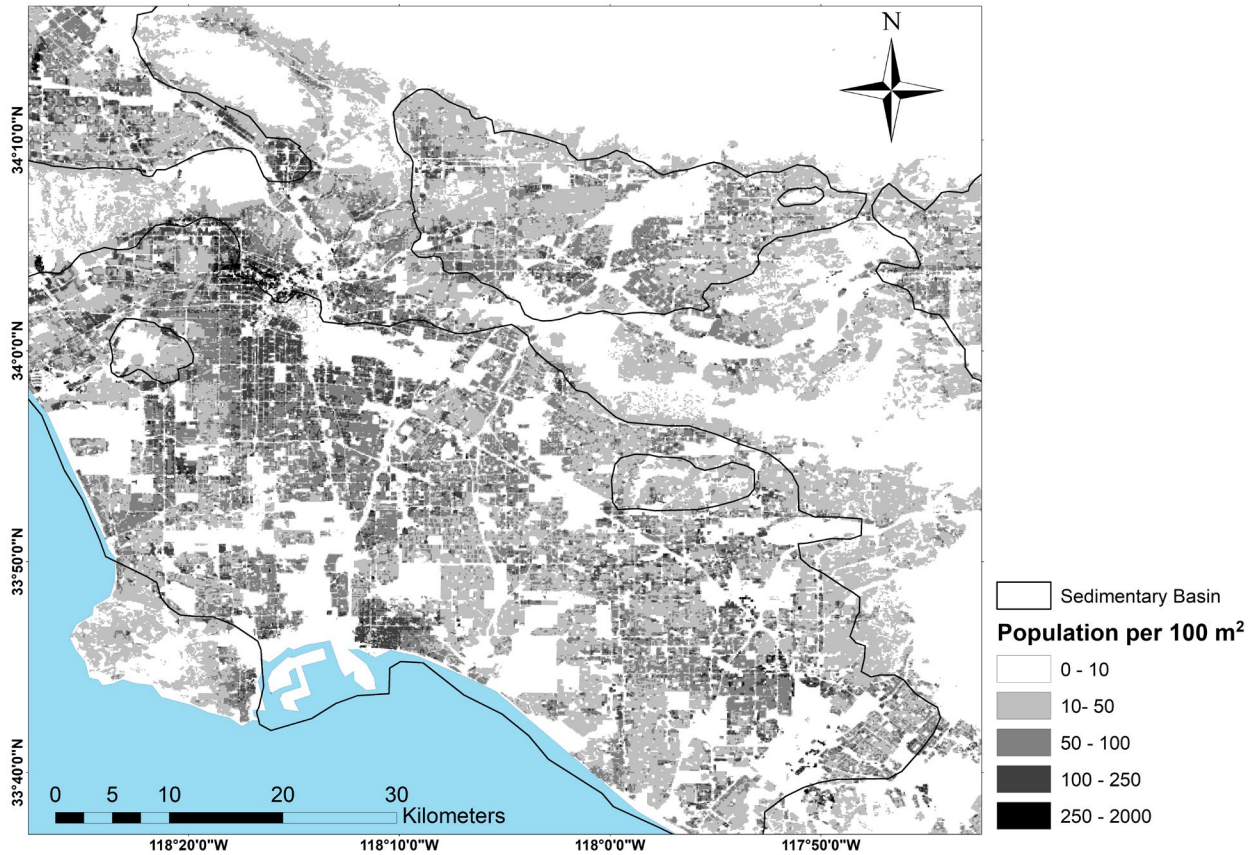 N
34°10'0"N
34°0'0"N
33°50'0"N
33°40'0"N
0 5 10 20 30
Kilometers
118°20'0"W 118°10'0"W 118°0'0"W 117°50'0"W
Sedimentary Basin
Population per 100 m²
0 - 10
10- 50
50 - 100
100 - 250
250 - 2000